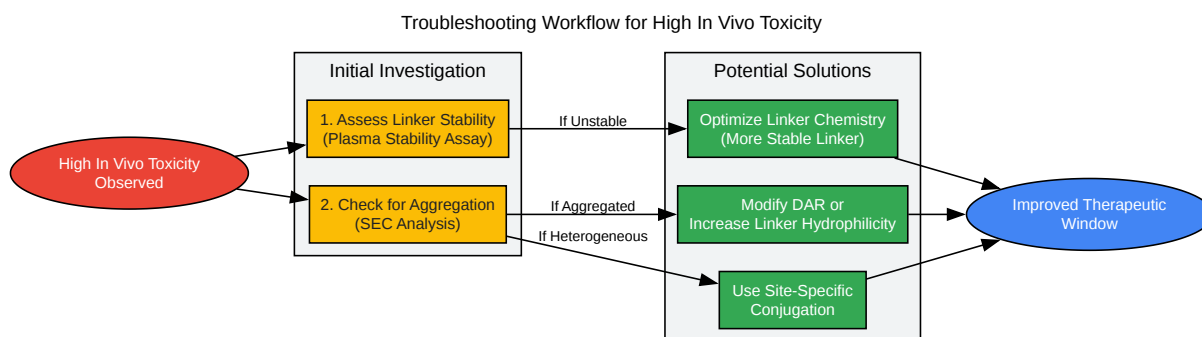 Troubleshooting Workflow for High In Vivo Toxicity
Initial Investigation
Potential Solutions
High In Vivo Toxicity
Observed
1. Assess Linker Stability
(Plasma Stability Assay)
If Unstable
Optimize Linker Chemistry
(More Stable Linker)
2. Check for Aggregation
(SEC Analysis)
If Aggregated
Modify DAR or
Increase Linker Hydrophilicity
If Heterogeneous
Use Site-Specific
Conjugation
Improved Therapeutic
Window